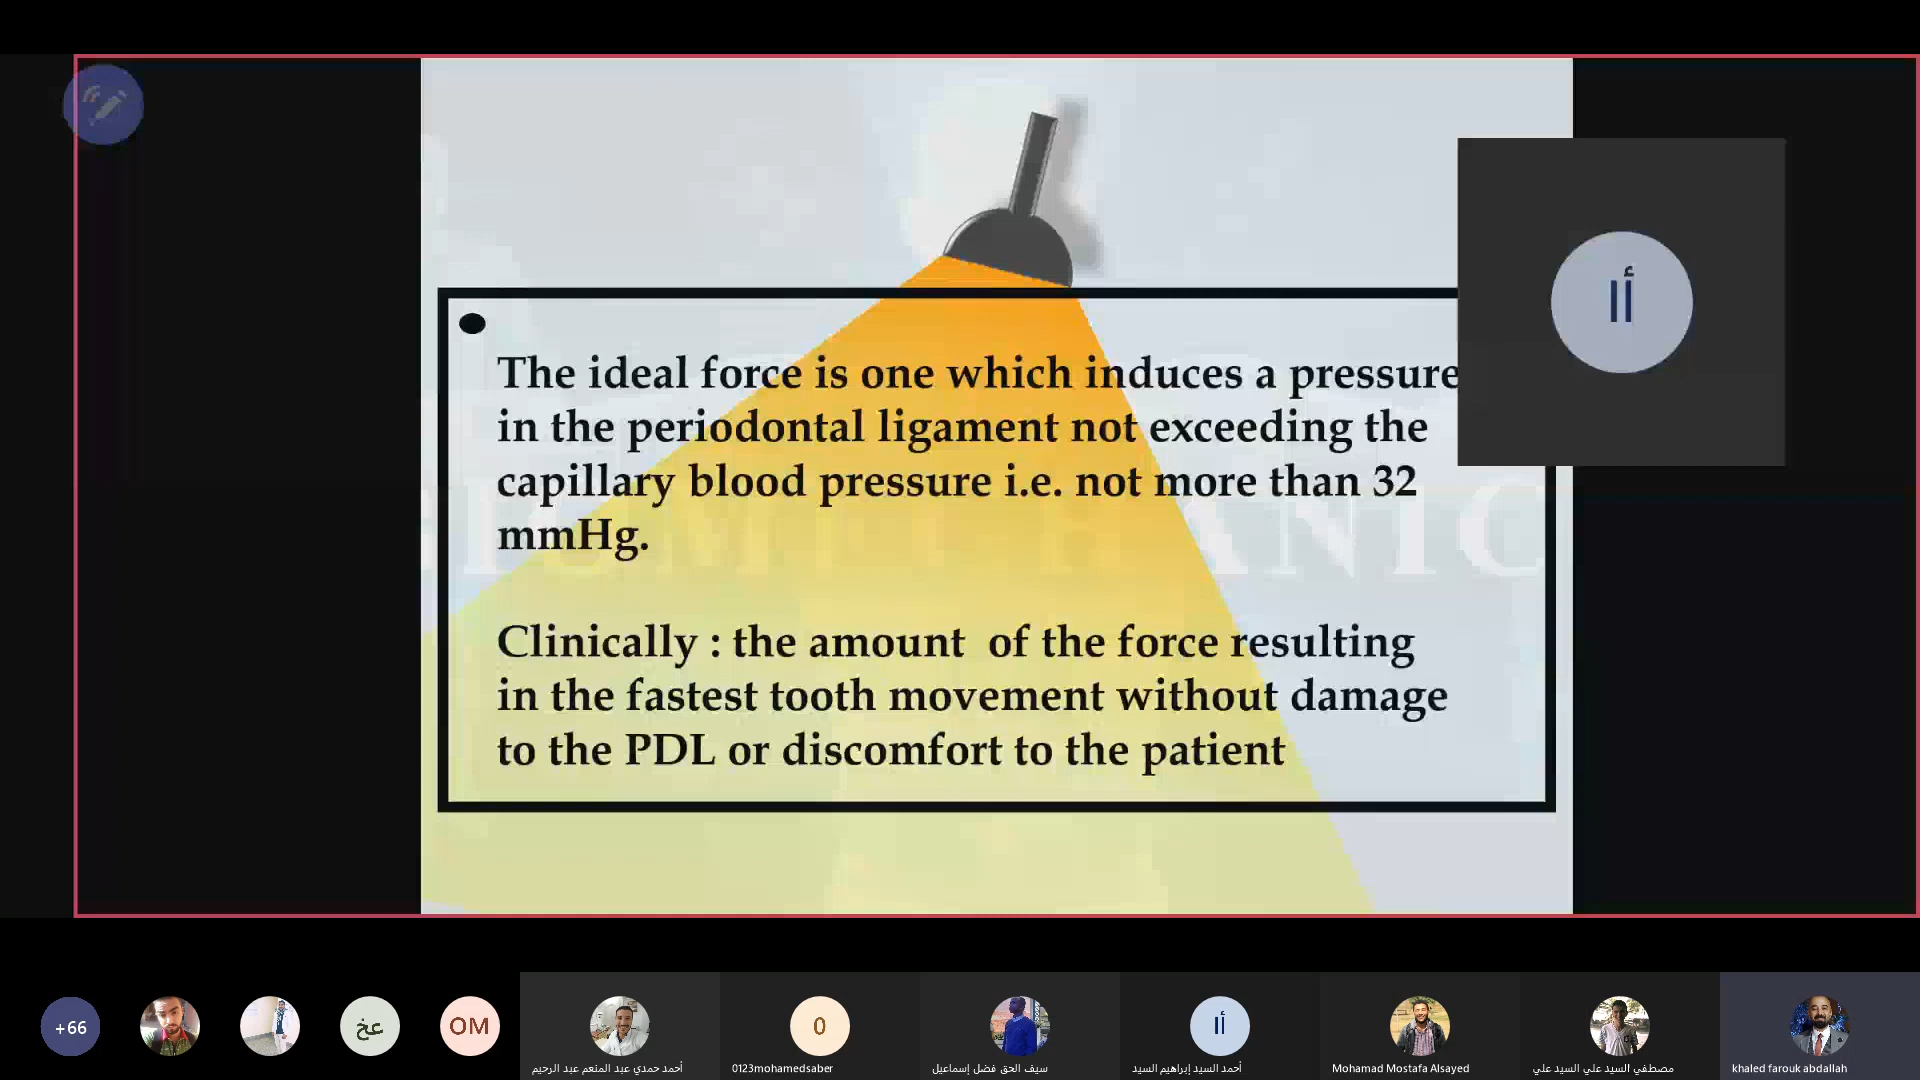 أا
The ideal force is one which induces a pressure
in the periodontal ligament not exceeding the
capillary blood pressure i.e. not more than 32
mmHg.
Clinically : the amount of the force resulting
in the fastest tooth movement without damage
to the PDL or discomfort to the patient
+66
عخ
OM
0
أا
أحمد حمدي عبد المنعم عبد الرحيم
0123mohamedsaber
سيف الحق فضل إسماعيل
أحمد السيد إبراهيم السيد
Mohamad Mostafa Alsayed
مصطفي السيد علي السيد علي
khaled farouk abdallah